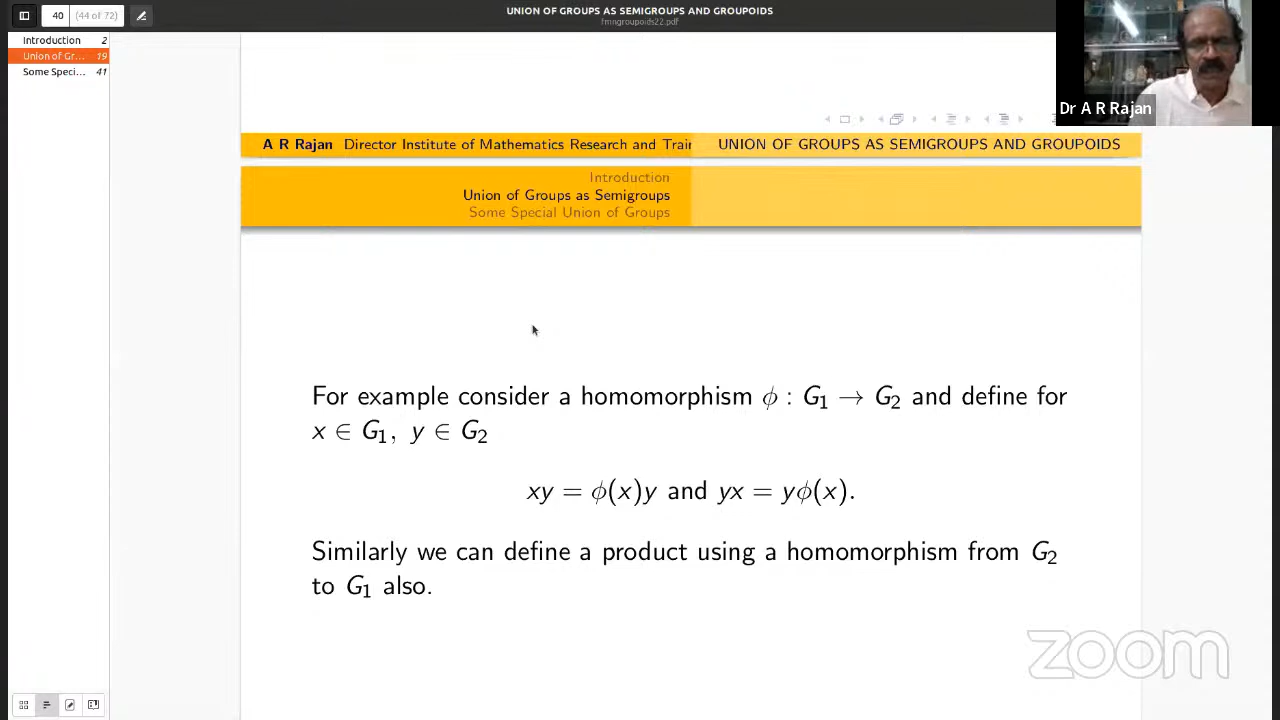 40 (44 of 72)
UNION OF GROUPS AS SEMIGROUPS AND GROUPOIDS
fmngroupoids22.pdf
Introduction 2
Union of Gr... 19
Some Speci... 41
Dr A R Rajan
A R Rajan Director Institute of Mathematics Research and Trai
UNION OF GROUPS AS SEMIGROUPS AND GROUPOIDS
Introduction
Union of Groups as Semigroups
Some Special Union of Groups
For example consider a homomorphism ϕ : G₁ → G₂ and define for
x ∈ G₁, y ∈ G₂
xy = ϕ(x)y and yx = yϕ(x).
Similarly we can define a product using a homomorphism from G₂
to G₁ also.
zoom